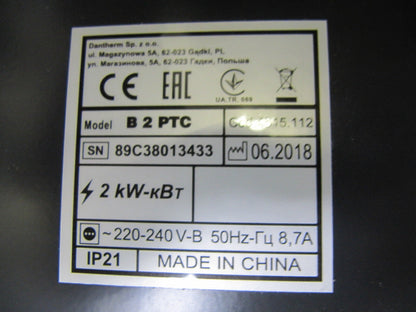 Dantherm Sp. z o.o.
ul. Magazynowa 5A, 62-023 Gądki, PL
ул. Магазинова, 5А, 62-023 Гадки, Польша
CE EAC
UA.TR. 069
Model B 2 PTC
SN 89C38013433 06.2018
2 kW-кВт
~220-240 V-В 50Hz-Гц 8,7A
IP21 MADE IN CHINA